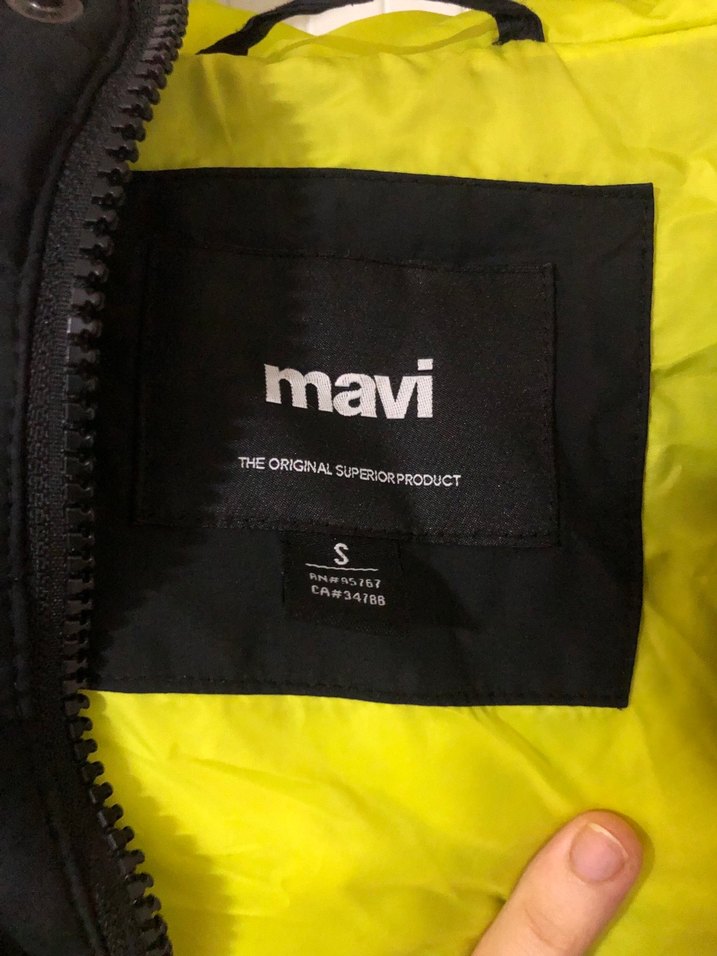 mavi
THE ORIGINAL SUPERIOR PRODUCT
S
RN#95767
CA#34788